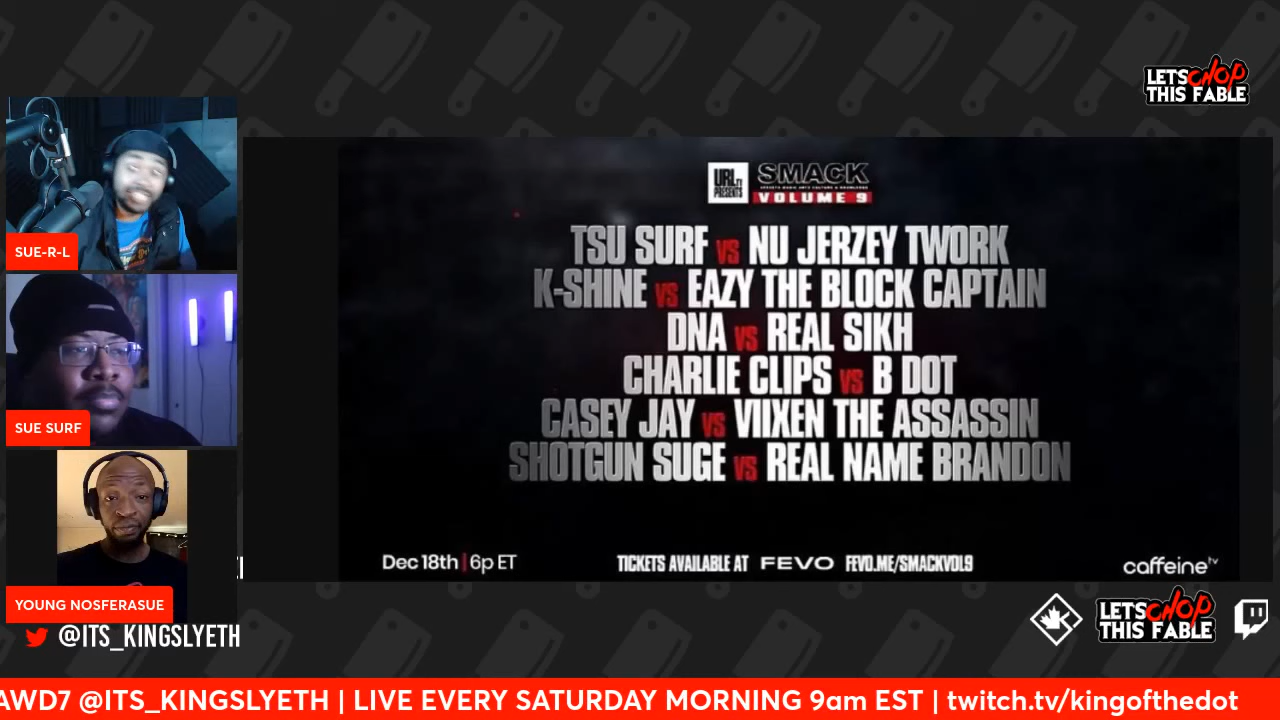 LETS CHOP
THIS FABLE
SUE-R-L
SUE SURF
YOUNG NOSFERASUE
@ITS_KINGSLYETH
URLTV
PRESENTS
SMACK
VOLUME 9
TSU SURF VS NU JERZEY TWORK
K-SHINE VS EAZY THE BLOCK CAPTAIN
DNA VS REAL SIKH
CHARLIE CLIPS VS B DOT
CASEY JAY VS VIIXEN THE ASSASSIN
SHOTGUN SUGE VS REAL NAME BRANDON
Dec 18th | 6p ET
TICKETS AVAILABLE AT FEVO FEVO.ME/SMACKVOL9
caffeine tv
LETS CHOP
THIS FABLE
AWD7 @ITS_KINGSLYETH | LIVE EVERY SATURDAY MORNING 9am EST | twitch.tv/kingofthedot